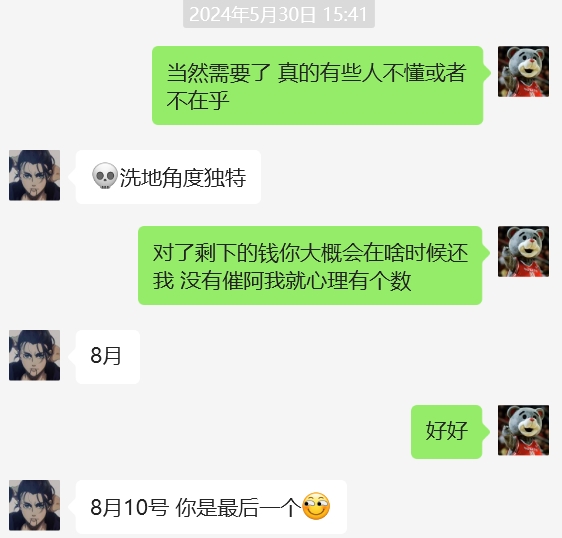 2024年5月30日 15:41
当然需要了 真的有些人不懂或者
不在乎
💀洗地角度独特
对了剩下的钱你大概会在啥时候还
我 没有催阿我就心理有个数
8月
好好
8月10号 你是最后一个